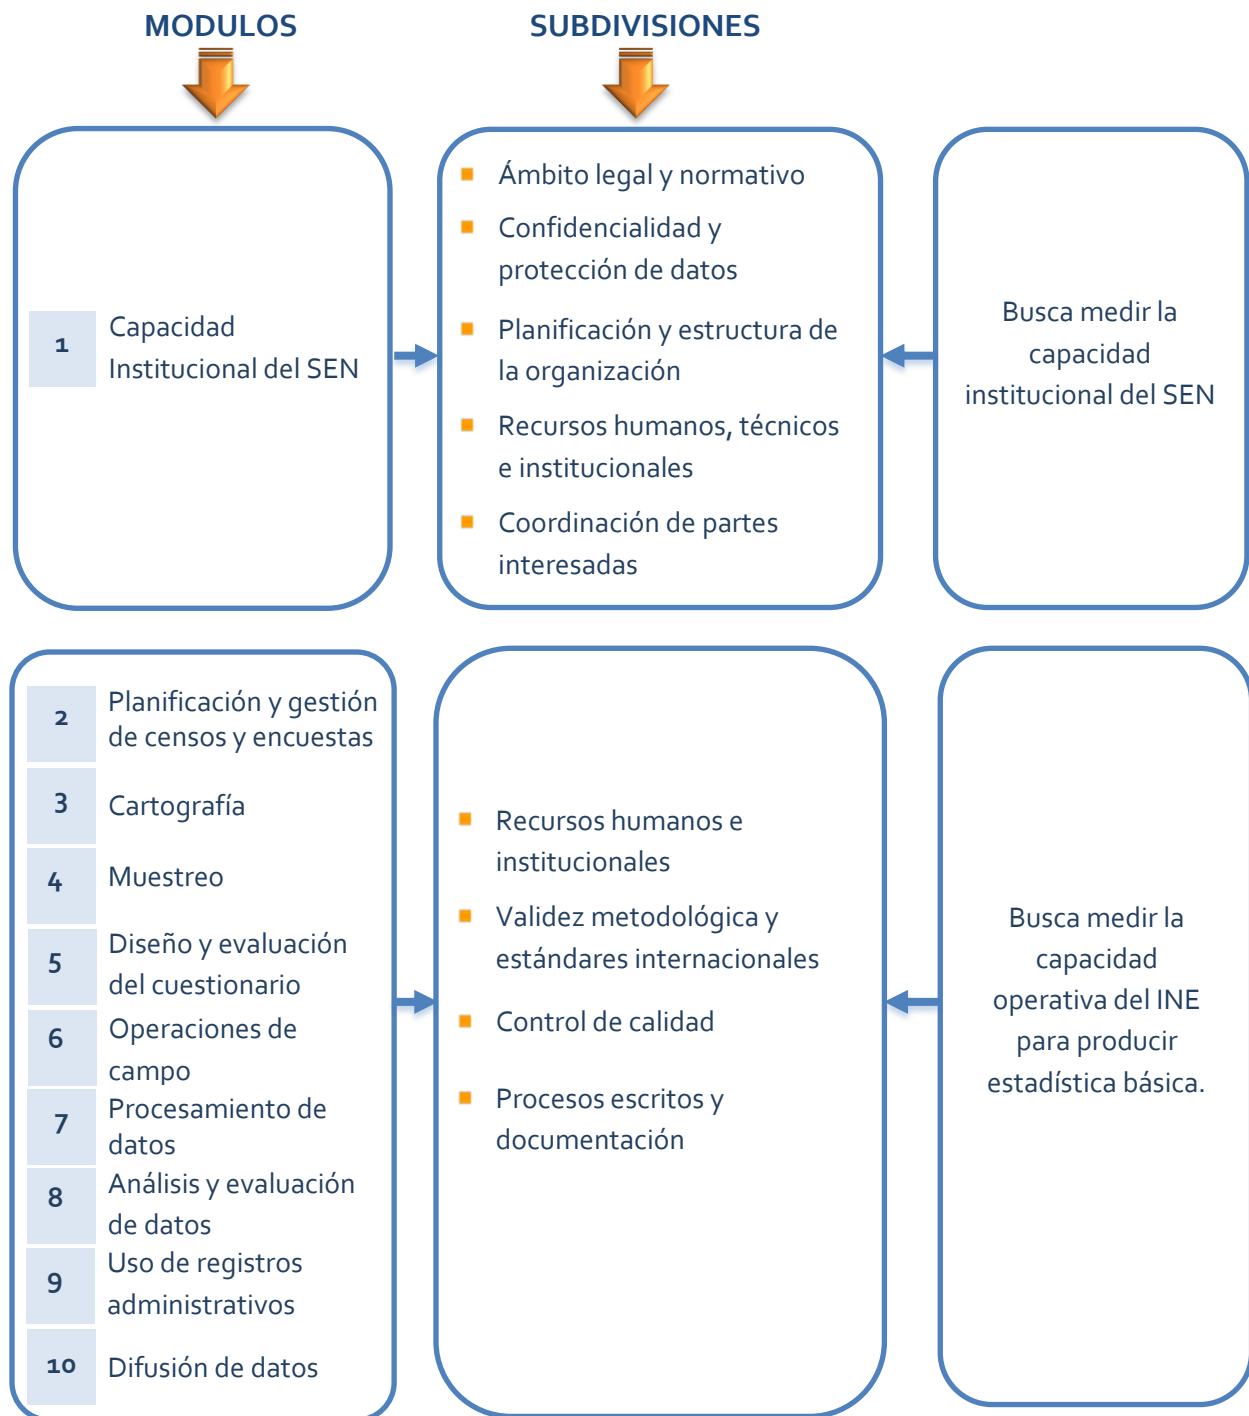 MODULOS
SUBDIVISIONES
1
Capacidad
Institucional del SEN
Ámbito legal y normativo
Confidencialidad y
protección de datos
Planificación y estructura de
la organización
Recursos humanos, técnicos
e institucionales
Coordinación de partes
interesadas
Busca medir la
capacidad
institucional del SEN
2
Planificación y gestión
de censos y encuestas
3
Cartografía
4
Muestreo
5
Diseño y evaluación
del cuestionario
6
Operaciones de
campo
7
Procesamiento de
datos
8
Análisis y evaluación
de datos
9
Uso de registros
administrativos
10
Difusión de datos
Recursos humanos e
institucionales
Validez metodológica y
estándares internacionales
Control de calidad
Procesos escritos y
documentación
Busca medir la
capacidad
operativa del INE
para producir
estadística básica.